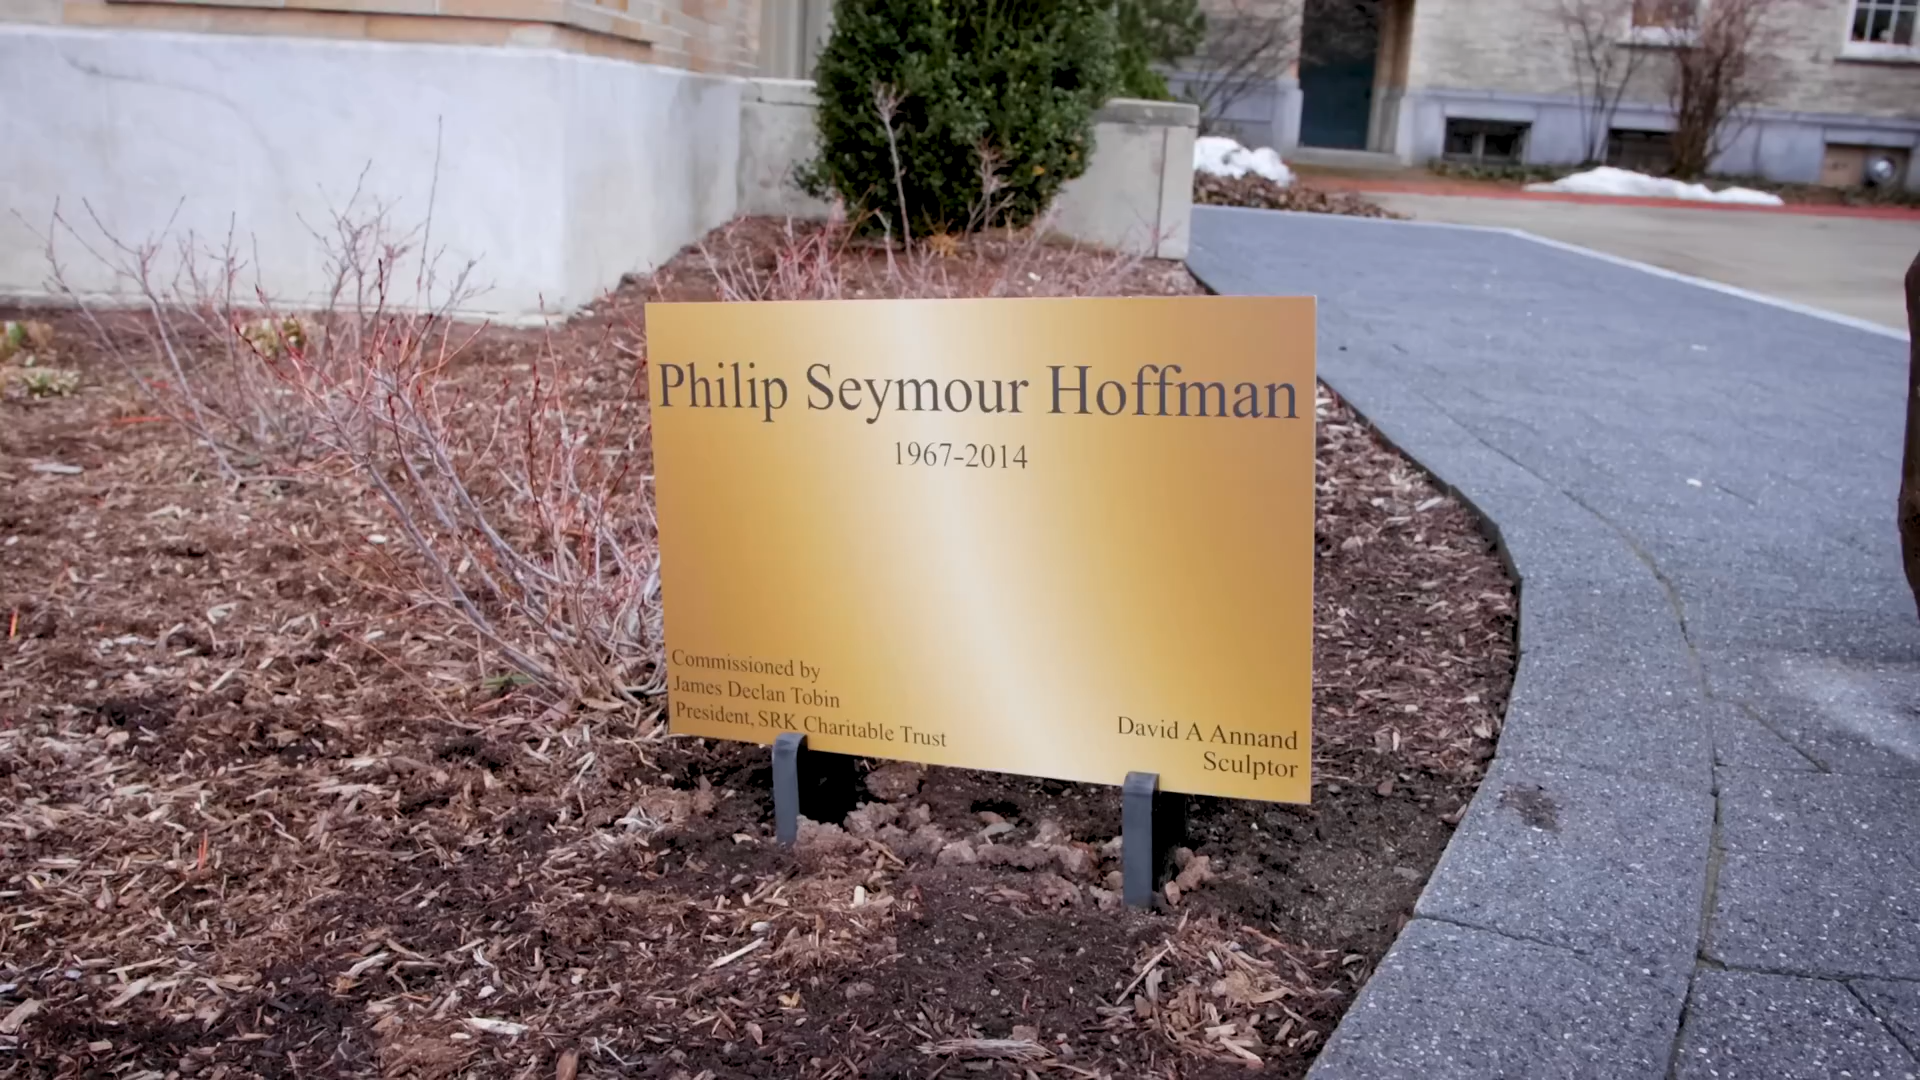 Philip Seymour Hoffman
1967-2014
Commissioned by
James Declan Tobin
President, SRK Charitable Trust
David A Annand
Sculptor